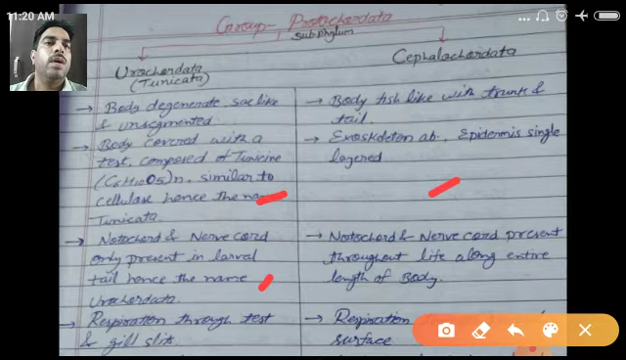 11:20 AM
Group- Protochordata
Subphylum
Urochordata
(Tunicata)
→ Body degenerate sac like
& unsegmented.
→ Body covered with a
test, composed of Tunicine
(C6H10O5)n, similar to
cellulose hence the name
Tunicata.
→ Notochord & Nerve cord
only present in larval
tail hence the name
Urochordata.
→ Respiration through test
& gill slits
Cephalochordata
→ Body fish like with trunk &
tail.
→ Exoskeleton ab. Epidermis single
layered
→ Notochord & Nerve cord present
throughout life along entire
length of Body.
→ Respiration
surface